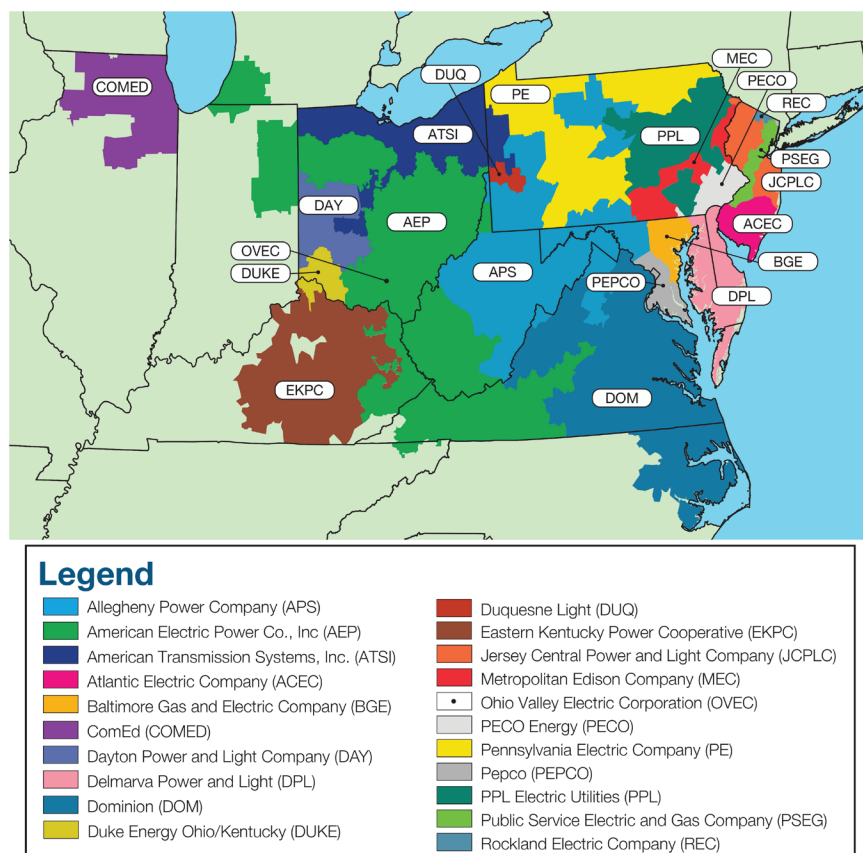 MEC
COMED
DUQ
PECO
PE
REC
ATSI
PPL
PSEG
JCPLC
DAY
AEP
ACEC
OVEC
BGE
DUKE
APS
PEPCO
DPL
EKPC
DOM
Legend
Allegheny Power Company (APS)
American Electric Power Co., Inc (AEP)
American Transmission Systems, Inc. (ATSI)
Atlantic Electric Company (ACEC)
Baltimore Gas and Electric Company (BGE)
ComEd (COMED)
Dayton Power and Light Company (DAY)
Delmarva Power and Light (DPL)
Dominion (DOM)
Duke Energy Ohio/Kentucky (DUKE)
Duquesne Light (DUQ)
Eastern Kentucky Power Cooperative (EKPC)
Jersey Central Power and Light Company (JCPLC)
Metropolitan Edison Company (MEC)
Ohio Valley Electric Corporation (OVEC)
PECO Energy (PECO)
Pennsylvania Electric Company (PE)
Pepco (PEPCO)
PPL Electric Utilities (PPL)
Public Service Electric and Gas Company (PSEG)
Rockland Electric Company (REC)